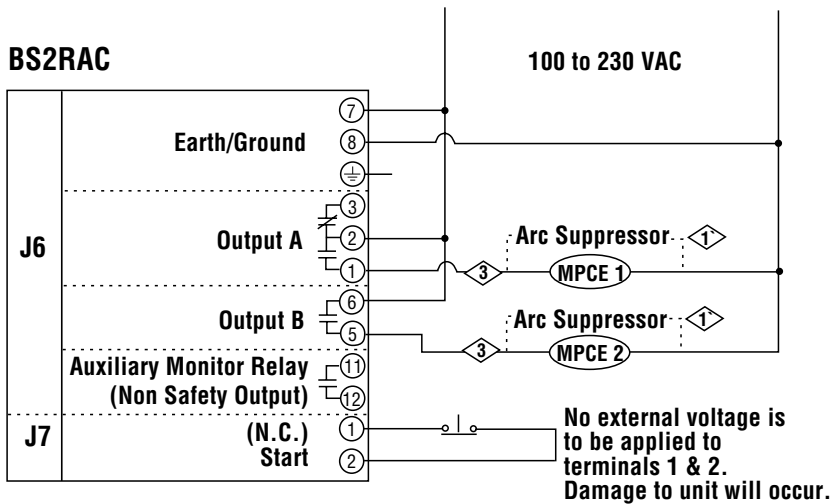 BS2RAC
100 to 230 VAC
J6
7
Earth/Ground
8
3
Output A
2
1
3
Arc Suppressor
1`
MPCE 1
6
Output B
5
3
Arc Suppressor
1`
MPCE 2
Auxiliary Monitor Relay
(Non Safety Output)
11
12
J7
(N.C.)
Start
1
2
No external voltage is
to be applied to
terminals 1 & 2.
Damage to unit will occur.